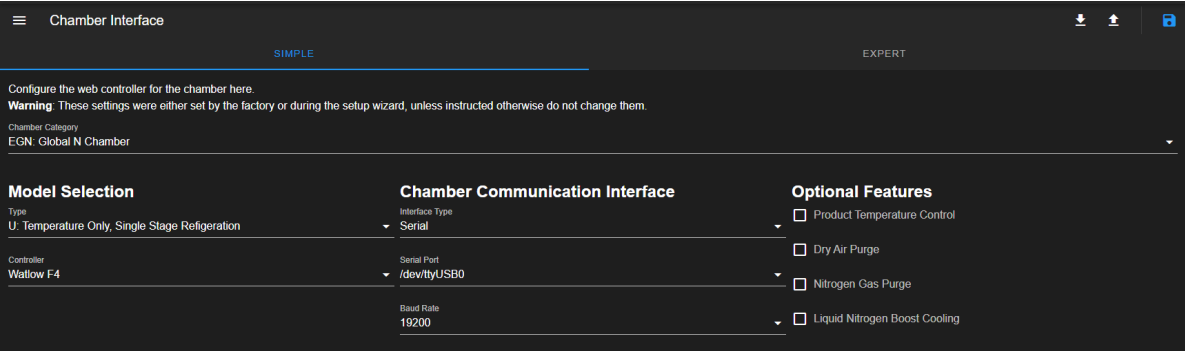 Chamber Interface
SIMPLE
EXPERT
Configure the web controller for the chamber here.
Warning: These settings were either set by the factory or during the setup wizard, unless instructed otherwise do not change them.
Chamber Category
EGN: Global N Chamber
Model Selection
Type
U: Temperature Only, Single Stage Refigeration
Controller
Watlow F4
Chamber Communication Interface
Interface Type
Serial
Serial Port
/dev/ttyUSB0
Baud Rate
19200
Optional Features
Product Temperature Control
Dry Air Purge
Nitrogen Gas Purge
Liquid Nitrogen Boost Cooling